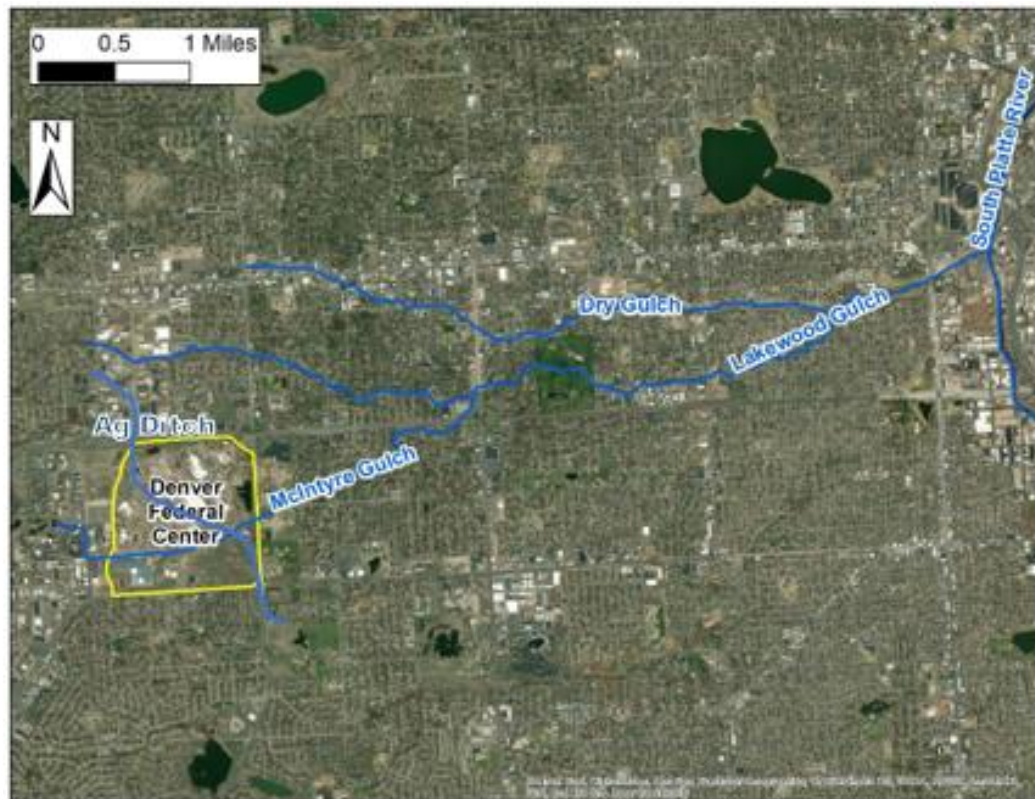 0 0.5 1 Miles
N
South Platte River
Dry Gulch
Lakewood Gulch
Ag Ditch
McIntyre Gulch
Denver
Federal
Center